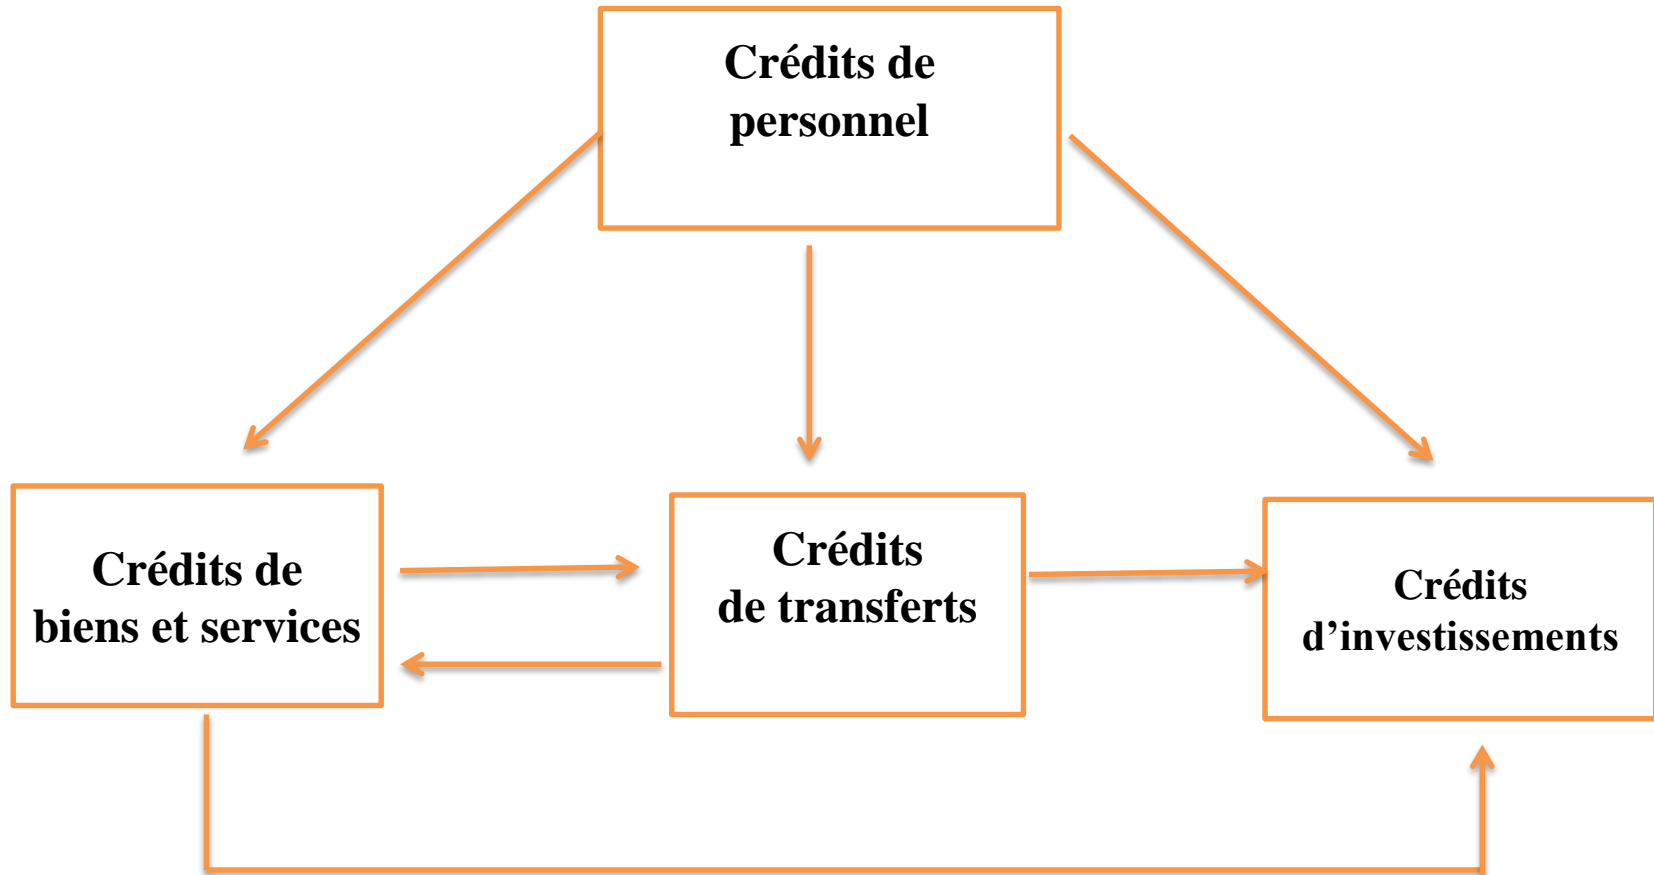 Crédits de
personnel
Crédits de
biens et services
Crédits
de transferts
Crédits
d’investissements